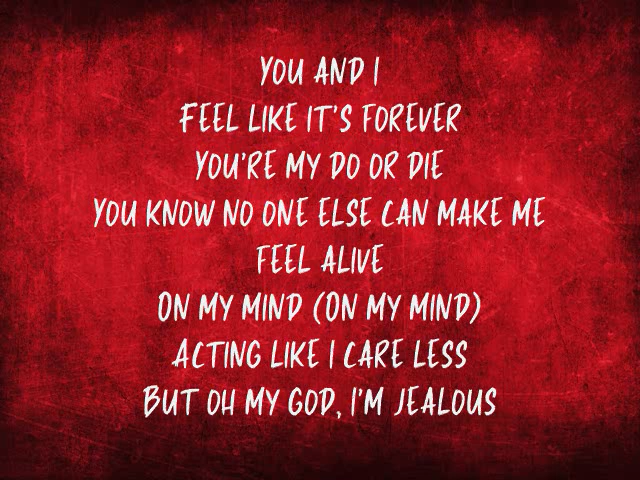 YOU AND I
FEEL LIKE IT'S FOREVER
YOU'RE MY DO OR DIE
YOU KNOW NO ONE ELSE CAN MAKE ME
FEEL ALIVE
ON MY MIND (ON MY MIND)
ACTING LIKE I CARE LESS
BUT OH MY GOD, I'M JEALOUS